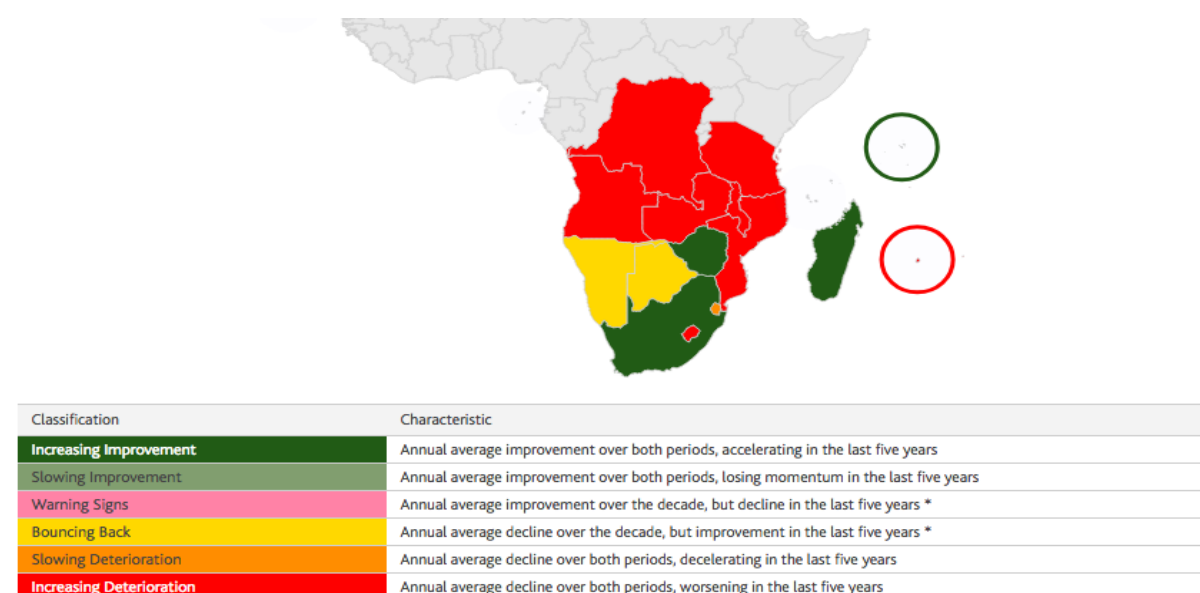 Classification Characteristic
Increasing Improvement Annual average improvement over both periods, accelerating in the last five years
Slowing Improvement Annual average improvement over both periods, losing momentum in the last five years
Warning Signs Annual average improvement over the decade, but decline in the last five years *
Bouncing Back Annual average decline over the decade, but improvement in the last five years *
Slowing Deterioration Annual average decline over both periods, decelerating in the last five years
Increasing Deterioration Annual average decline over both periods, worsening in the last five years